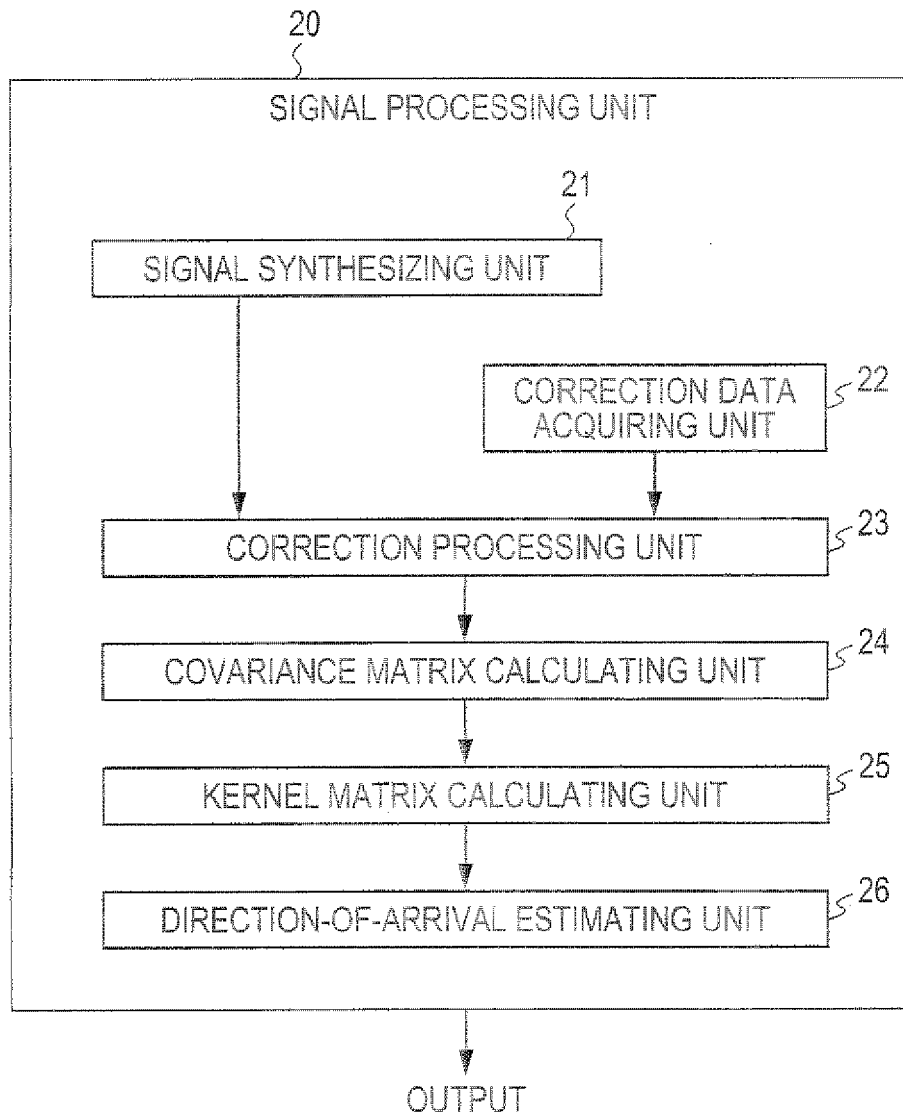 20
SIGNAL PROCESSING UNIT
21
SIGNAL SYNTHESIZING UNIT
CORRECTION DATA
ACQUIRING UNIT
22
CORRECTION PROCESSING UNIT
23
COVARIANCE MATRIX CALCULATING UNIT
24
KERNEL MATRIX CALCULATING UNIT
25
DIRECTION-OF-ARRIVAL ESTIMATING UNIT
26
OUTPUT